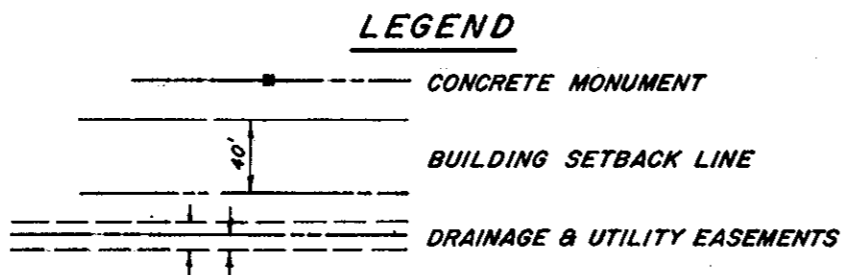 LEGEND
CONCRETE MONUMENT
40'
BUILDING SETBACK LINE
DRAINAGE & UTILITY EASEMENTS